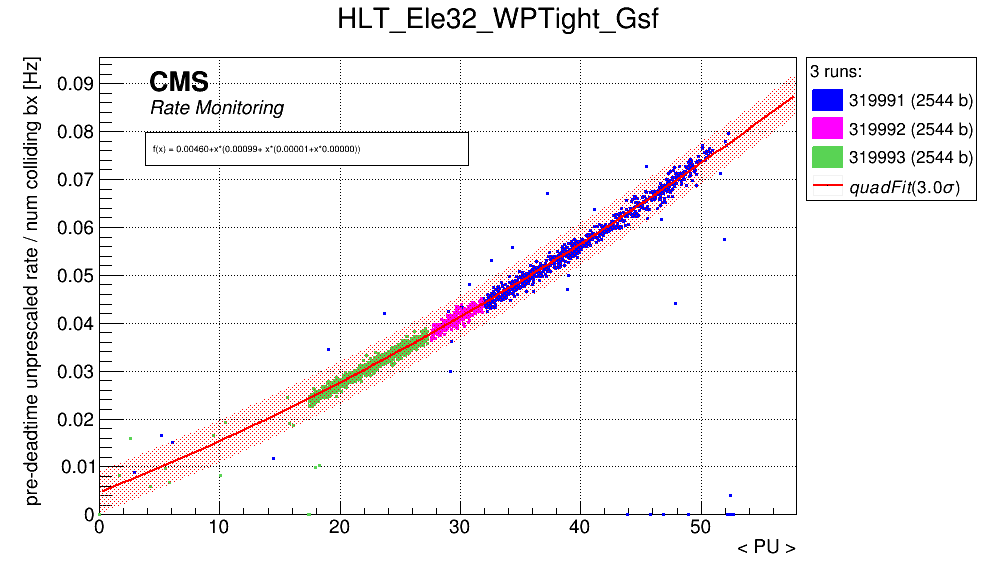 HLT_Ele32_WPTight_Gsf
pre-deadtime unprescaled rate / num colliding bx [Hz]
0.09
0.08
0.07
0.06
0.05
0.04
0.03
0.02
0.01
0
CMS
Rate Monitoring
f(x) = 0.00460+x*(0.00099+ x*(0.00001+x*0.00000))
0 10 20 30 40 50
< PU >
3 runs:
319991 (2544 b)
319992 (2544 b)
319993 (2544 b)
quadFit(3.0σ)